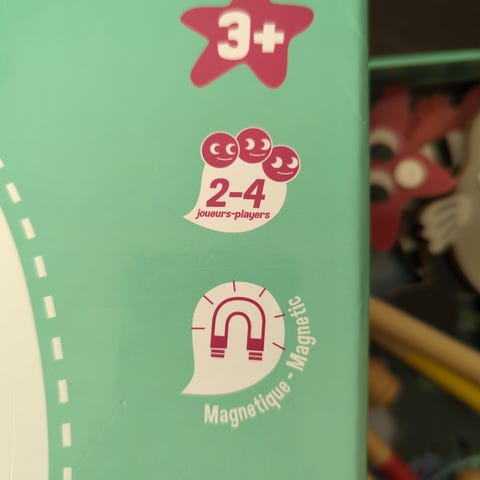 3+
2-4
joueurs-players
Magnetique - Magnetic